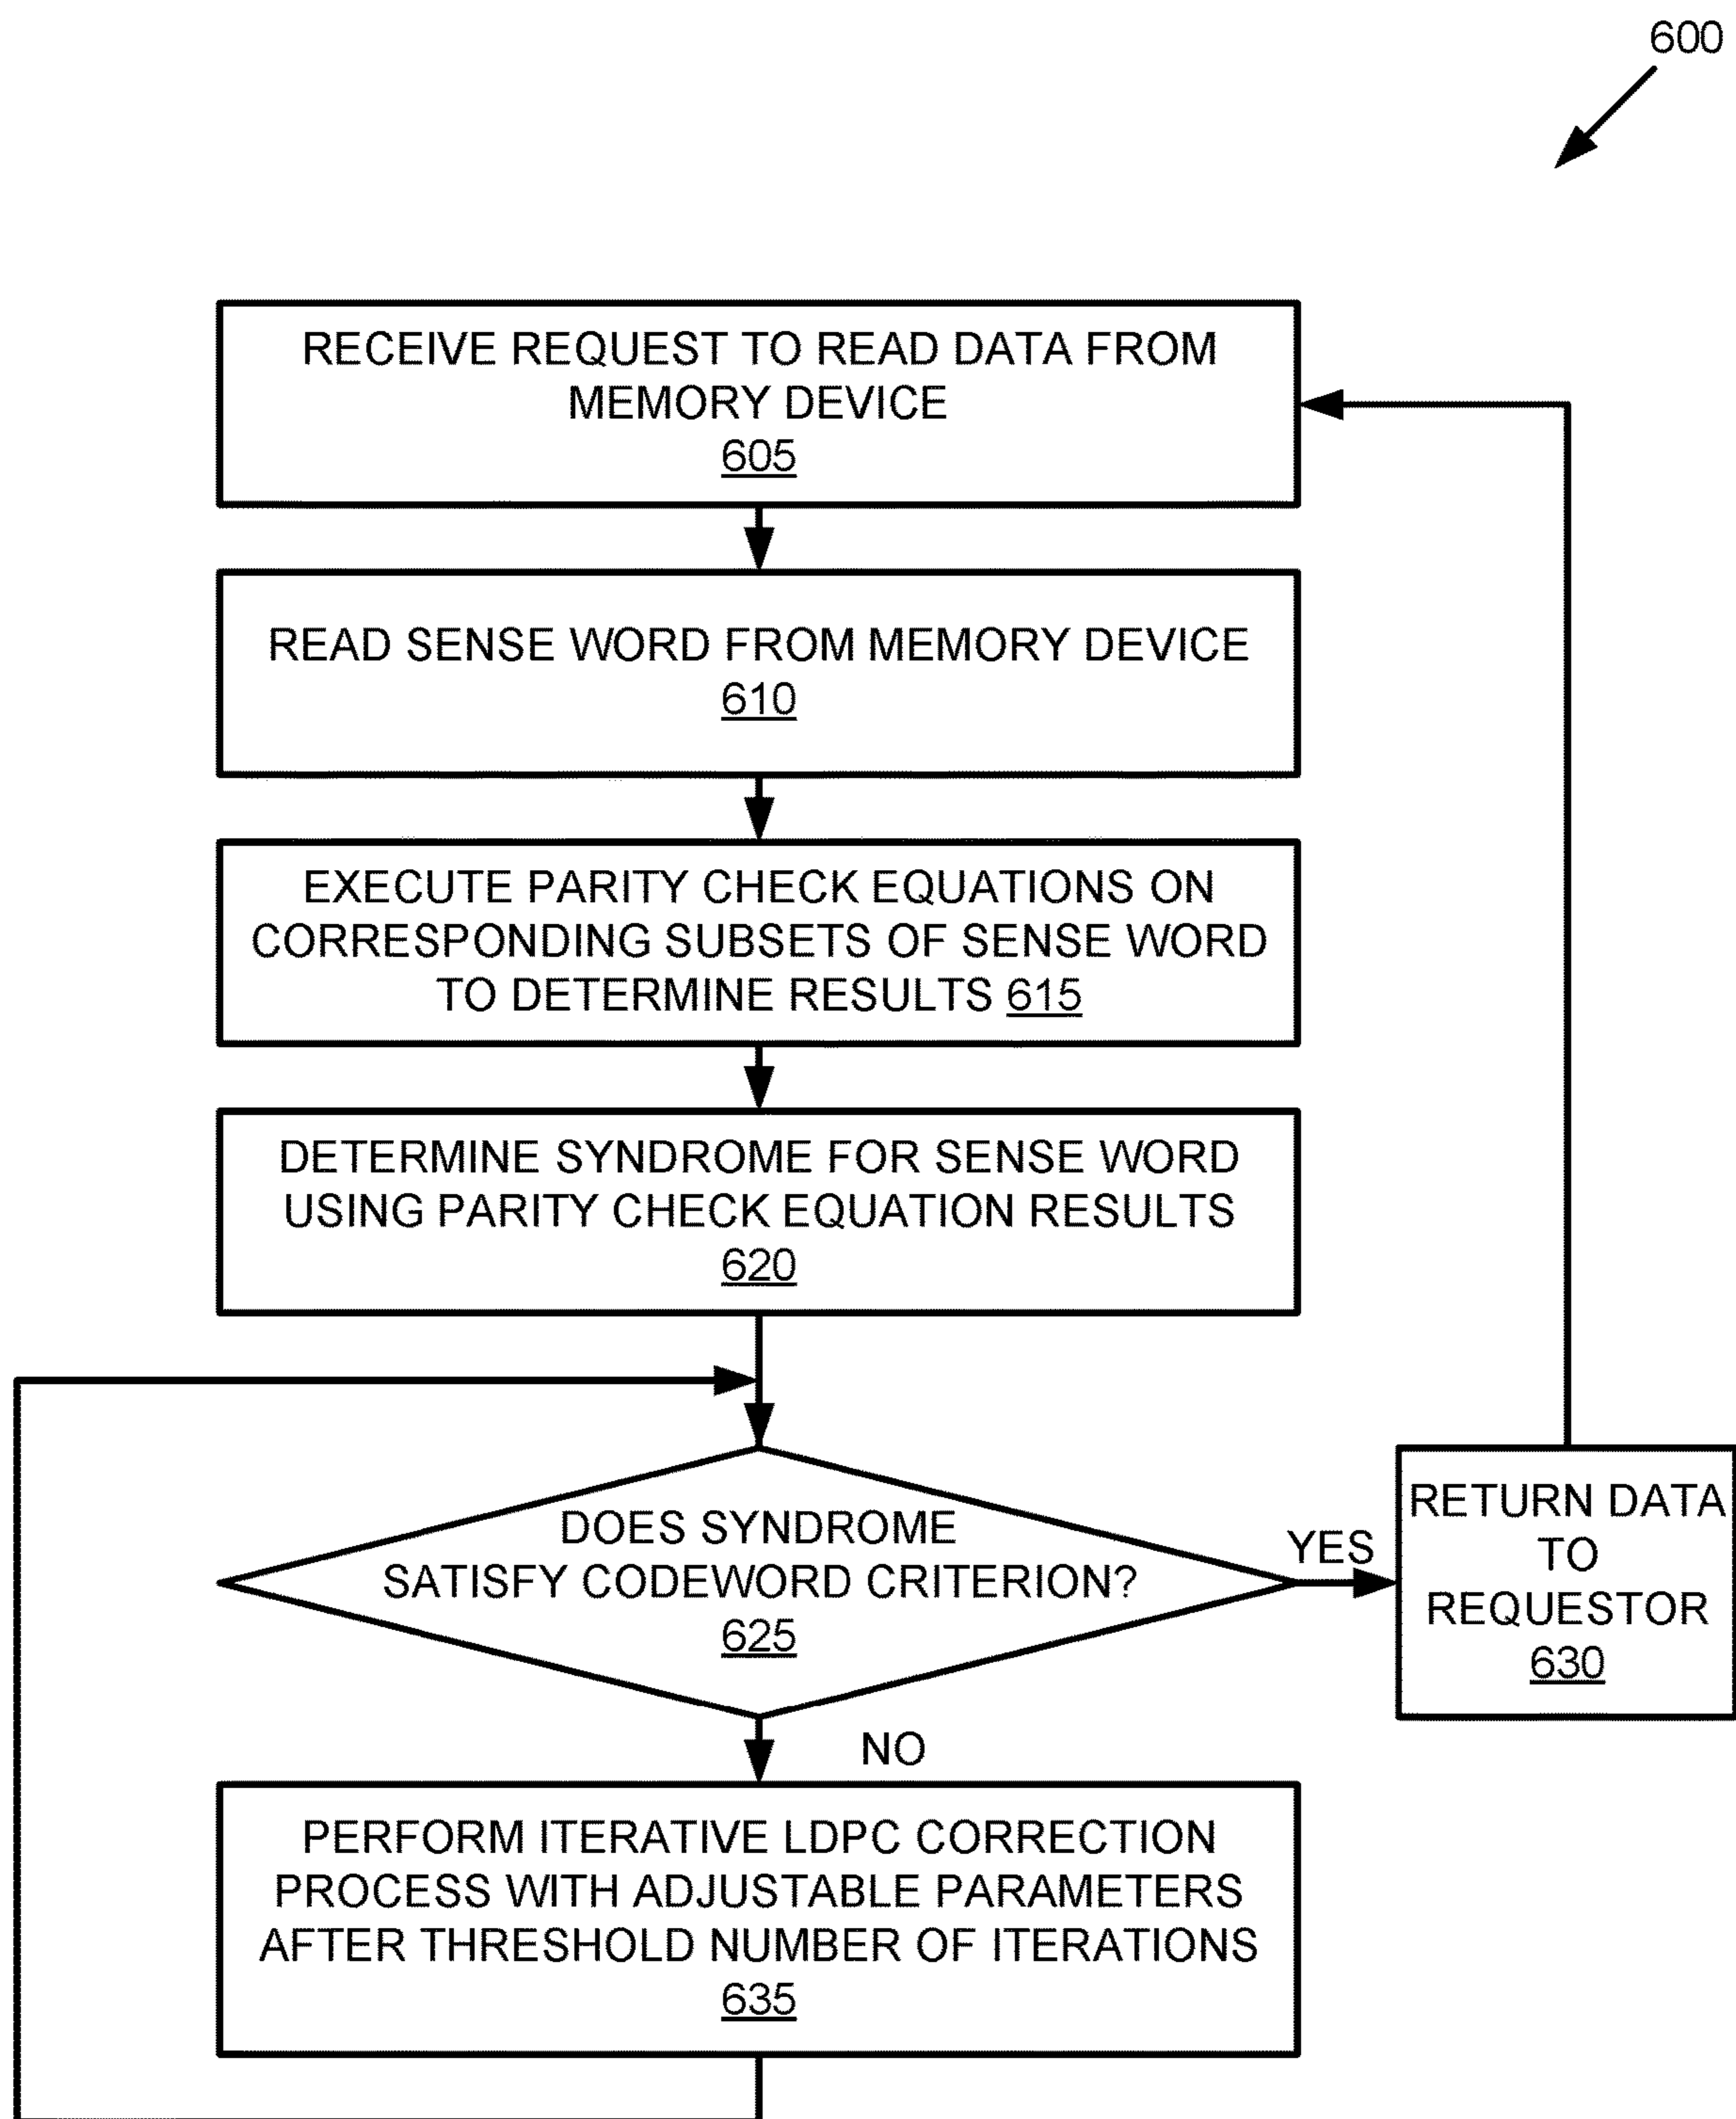 600
RECEIVE REQUEST TO READ DATA FROM
MEMORY DEVICE
605
READ SENSE WORD FROM MEMORY DEVICE
610
EXECUTE PARITY CHECK EQUATIONS ON
CORRESPONDING SUBSETS OF SENSE WORD
TO DETERMINE RESULTS 615
DETERMINE SYNDROME FOR SENSE WORD
USING PARITY CHECK EQUATION RESULTS
620
DOES SYNDROME
SATISFY CODEWORD CRITERION?
625
YES
RETURN DATA
TO
REQUESTOR
630
NO
PERFORM ITERATIVE LDPC CORRECTION
PROCESS WITH ADJUSTABLE PARAMETERS
AFTER THRESHOLD NUMBER OF ITERATIONS
635